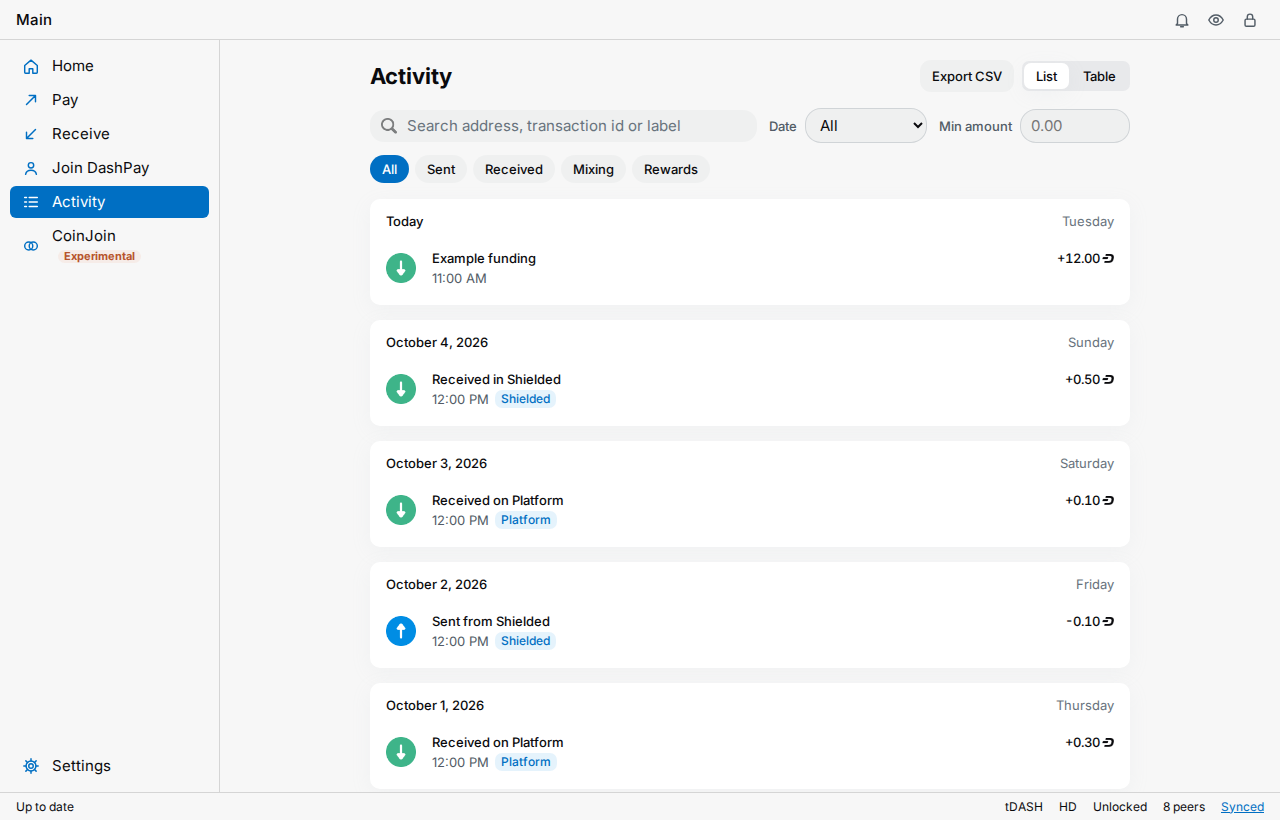 Main
Home
Pay
Receive
Join DashPay
Activity
CoinJoin
Experimental
Settings
Activity
Export CSV
List
Table
Search address, transaction id or label
Date
All
Min amount
0.00
All
Sent
Received
Mixing
Rewards
Today
Tuesday
Example funding
+12.00
11:00 AM
October 4, 2026
Sunday
Received in Shielded
+0.50
12:00 PM Shielded
October 3, 2026
Saturday
Received on Platform
+0.10
12:00 PM Platform
October 2, 2026
Friday
Sent from Shielded
-0.10
12:00 PM Shielded
October 1, 2026
Thursday
Received on Platform
+0.30
12:00 PM Platform
Up to date
tDASH
HD
Unlocked
8 peers
Synced